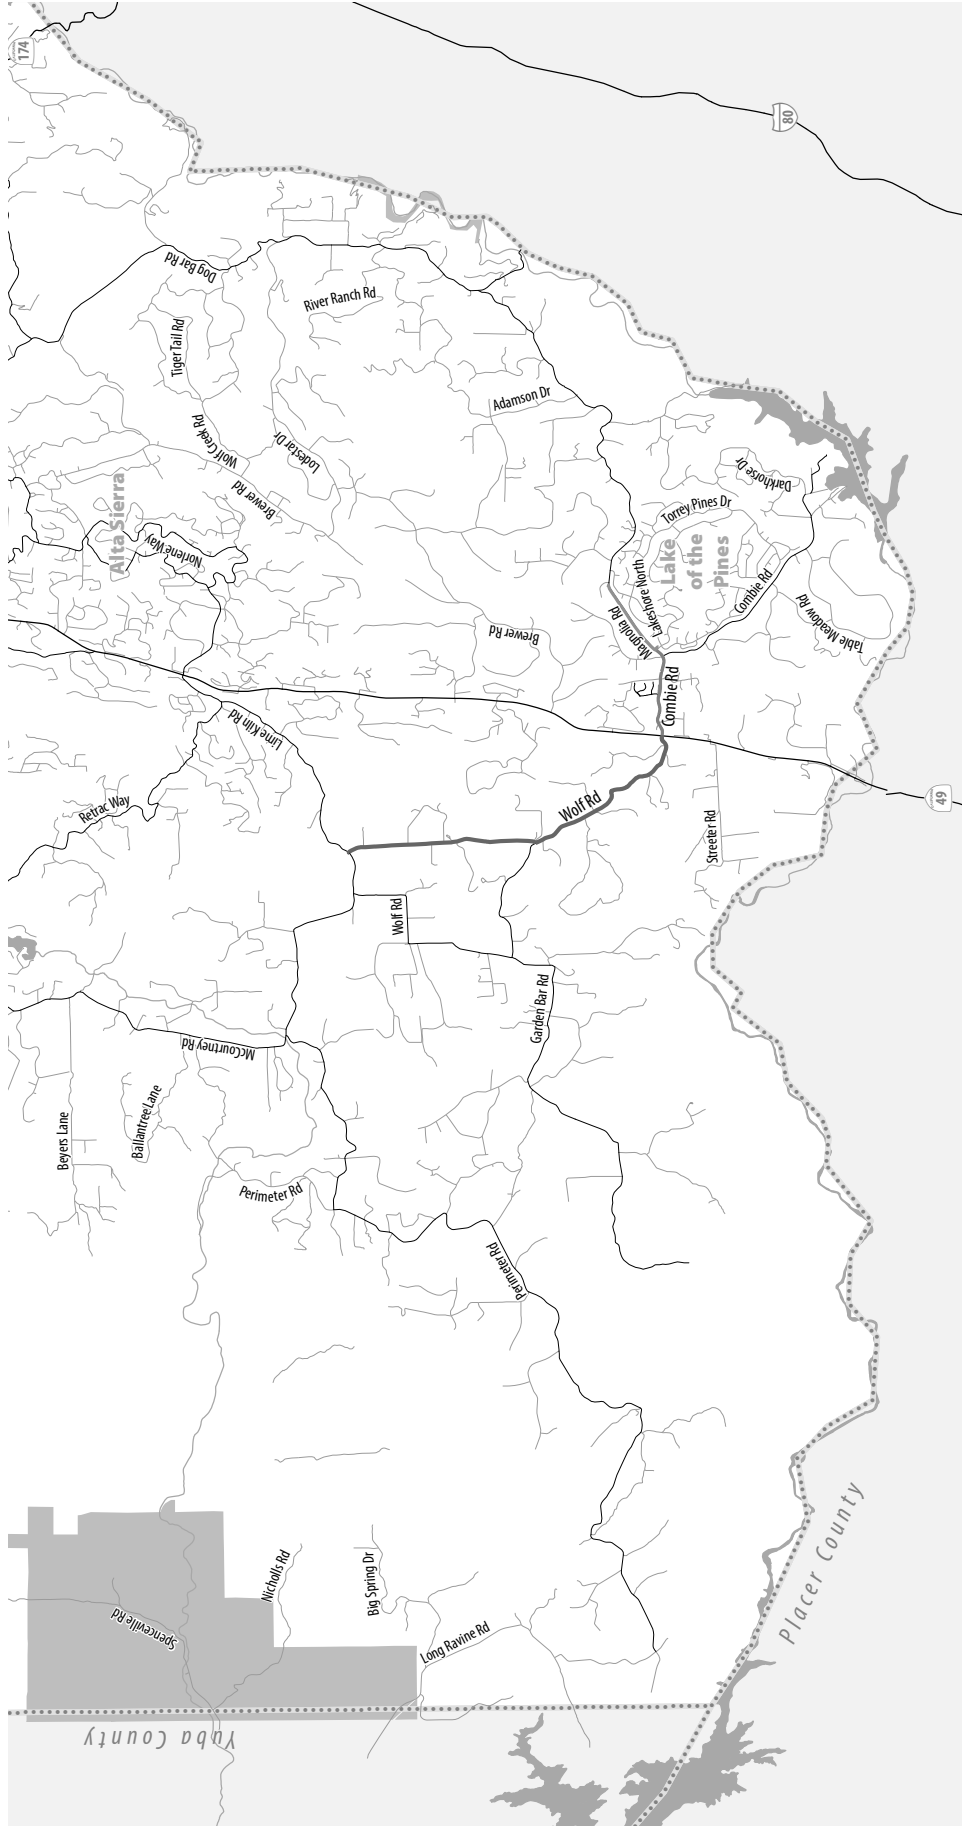 174
80
Dog Bar Rd
River Ranch Rd
Tiger Tail Rd
Adamson Dr
Wolf Creek Rd
Lodestar Dr
Darkhorse Dr
Brewer Rd
Torrey Pines Dr
Alta Sierra
Norlene Way
Lake
of the
Pines
Lakeshore North
Combie Rd
Magnolia Rd
Table Meadow Rd
Brewer Rd
Combie Rd
Lime Kiln Rd
Retrac Way
Wolf Rd
49
Streeter Rd
Wolf Rd
Garden Bar Rd
McCourtney Rd
Ballantree Lane
Beyers Lane
Perimeter Rd
Perimeter Rd
Placer County
Nicholls Rd
Big Spring Dr
Spenceville Rd
Long Ravine Rd
Yuba County